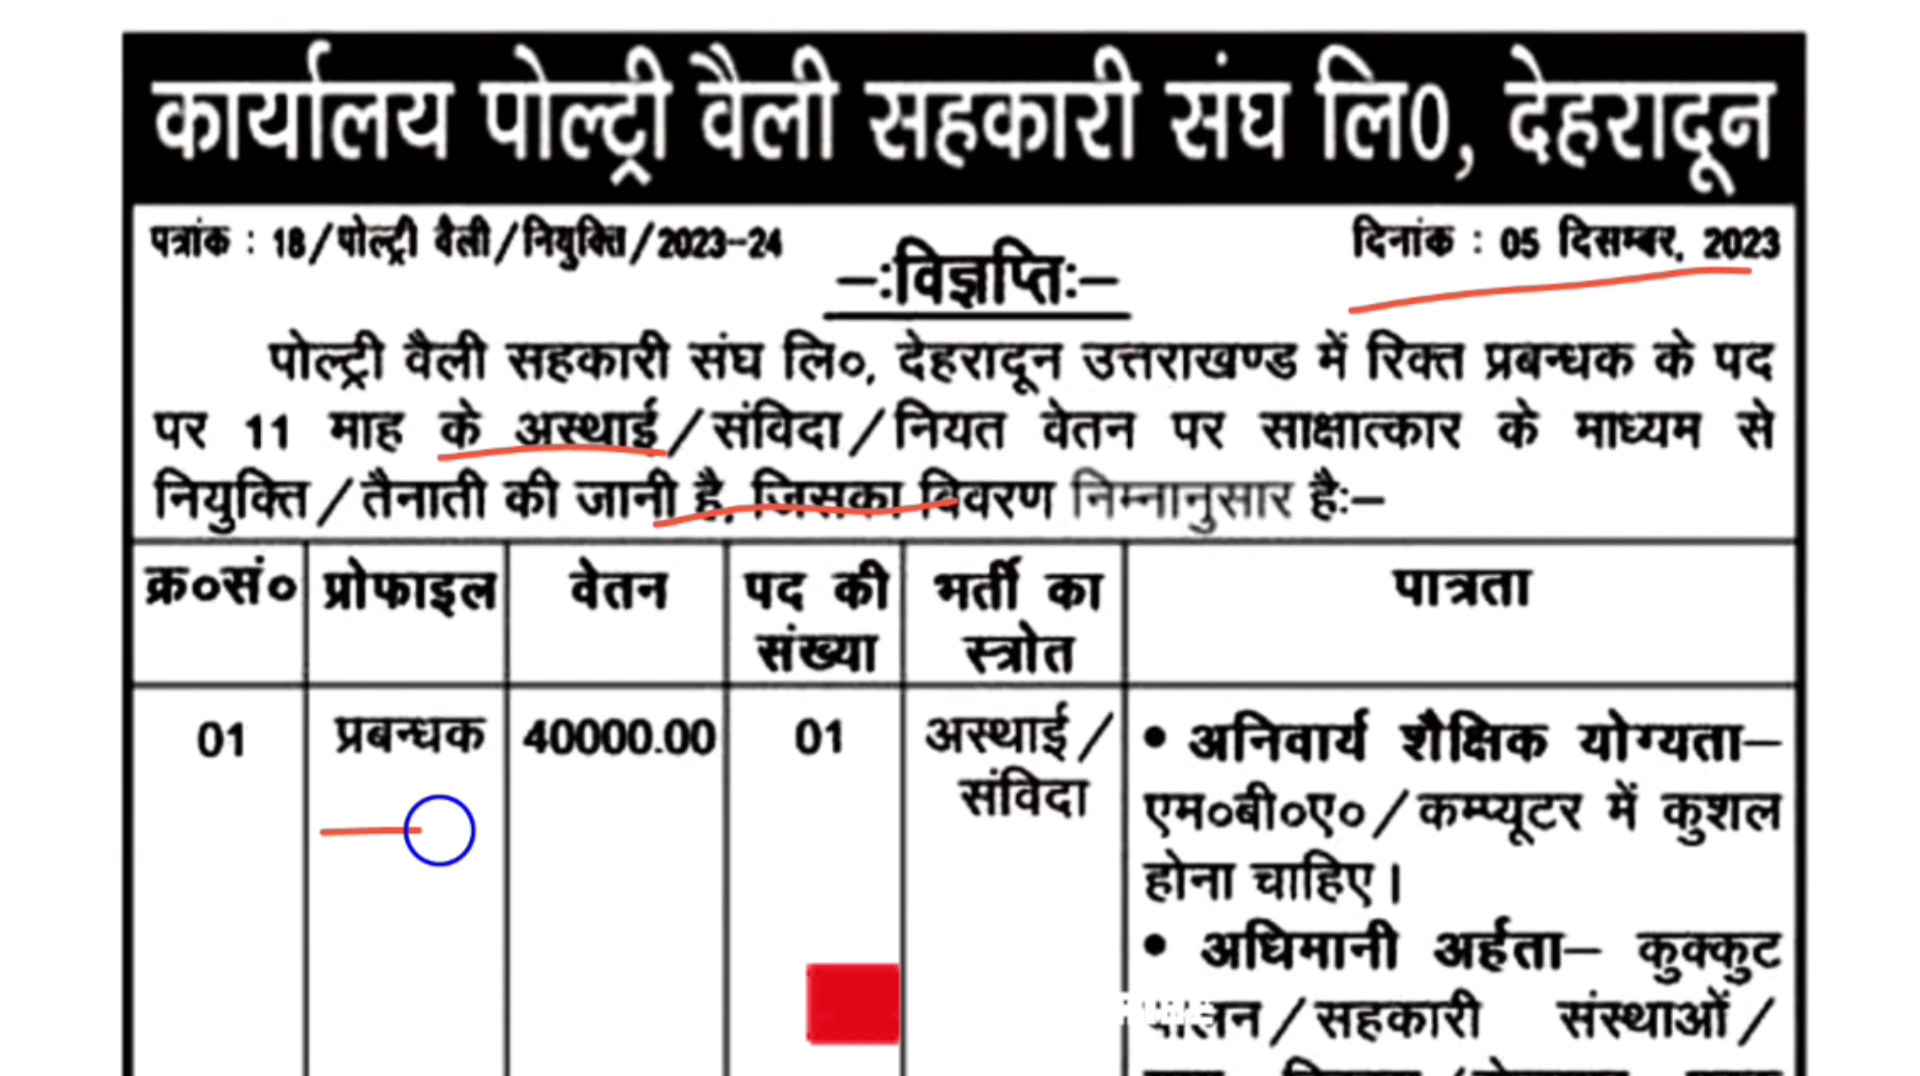 कार्यालय पोल्ट्री वैली सहकारी संघ लि0, देहरादून
पत्रांक : 18/पोल्ट्री वैली/नियुक्ति/2023-24
दिनांक : 05 दिसम्बर, 2023
-:विज्ञप्ति:-
पोल्ट्री वैली सहकारी संघ लि०, देहरादून उत्तराखण्ड में रिक्त प्रबन्धक के पद
पर 11 माह के अस्थाई/संविदा/नियत वेतन पर साक्षात्कार के माध्यम से
नियुक्ति/तैनाती की जानी है, जिसका विवरण निम्नानुसार है:-
क्र०सं० प्रोफाइल वेतन पद की संख्या भर्ती का स्त्रोत पात्रता
01 प्रबन्धक 40000.00 01 अस्थाई/ संविदा
• अनिवार्य शैक्षिक योग्यता-
एम०बी०ए०/कम्प्यूटर में कुशल
होना चाहिए।
• अधिमानी अर्हता- कुक्कुट
पालन/सहकारी संस्थाओं/